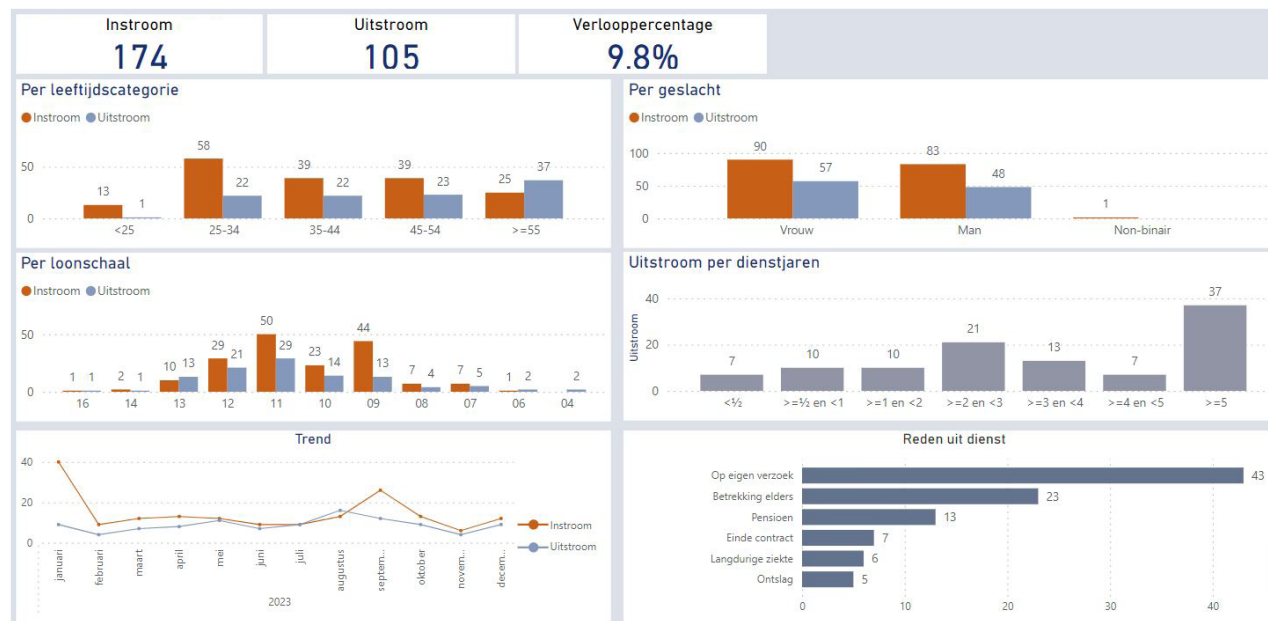 Instroom
174
Uitstroom
105
Verlooppercentage
9.8%
Per leeftijdscategorie
Instroom Uitstroom
50
0
13 1 58 22 39 22 39 23 25 37
<25 25-34 35-44 45-54 >=55
Per geslacht
Instroom Uitstroom
100
50
0
90 57 83 48 1
Vrouw Man Non-binair
Per loonschaal
Instroom Uitstroom
50
0
1 1 2 1 10 13 29 21 50 29 23 14 44 13 7 4 7 5 1 2 2
16 14 13 12 11 10 09 08 07 06 04
Uitstroom per dienstjaren
Uitstroom
40
20
0
7 10 10 21 13 7 37
<½ >=½ en <1 >=1 en <2 >=2 en <3 >=3 en <4 >=4 en <5 >=5
Trend
40
20
0
januari februari maart april mei juni juli augustus septem... oktober novem... decem...
2023
Instroom
Uitstroom
Reden uit dienst
Op eigen verzoek 43
Betrekking elders 23
Pensioen 13
Einde contract 7
Langdurige ziekte 6
Ontslag 5
0 10 20 30 40